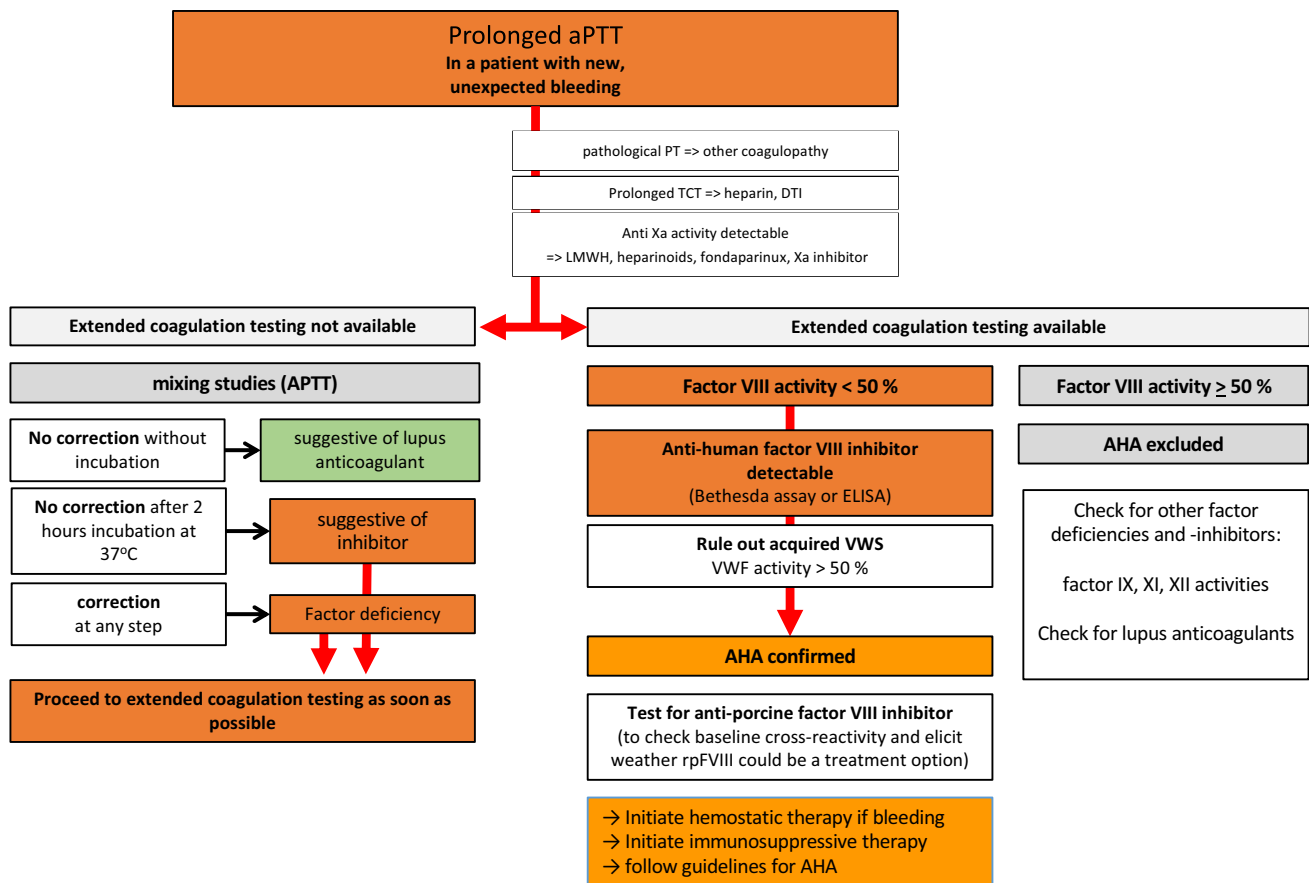 Prolonged aPTT
In a patient with new,
unexpected bleeding
pathological PT => other coagulopathy
Prolonged TCT => heparin, DTI
Anti Xa activity detectable
=> LMWH, heparinoids, fondaparinux, Xa inhibitor
Extended coagulation testing not available
mixing studies (APTT)
No correction without
incubation
suggestive of lupus
anticoagulant
No correction after 2
hours incubation at
37°C
suggestive of
inhibitor
correction
at any step
Factor deficiency
Proceed to extended coagulation testing as soon as
possible
Extended coagulation testing available
Factor VIII activity < 50 %
Anti-human factor VIII inhibitor
detectable
(Bethesda assay or ELISA)
Rule out acquired VWS
VWF activity > 50 %
AHA confirmed
Test for anti-porcine factor VIII inhibitor
(to check baseline cross-reactivity and elicit
weather rpFVIII could be a treatment option)
→ Initiate hemostatic therapy if bleeding
→ Initiate immunosuppressive therapy
→ follow guidelines for AHA
Factor VIII activity ≥ 50 %
AHA excluded
Check for other factor
deficiencies and -inhibitors:
factor IX, XI, XII activities
Check for lupus anticoagulants